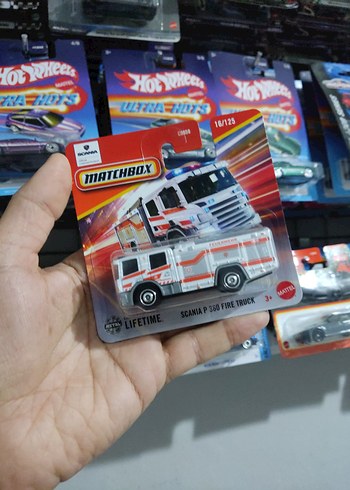 Hot Wheels
ULTRA HOTS
Hot Wheels
ULTRA HOTS
Hot Wheels
ULTRA HOTS
SCANIA
16/125
MATCHBOX
LIFETIME
SCANIA P 360 FIRE TRUCK
3+
MATTEL